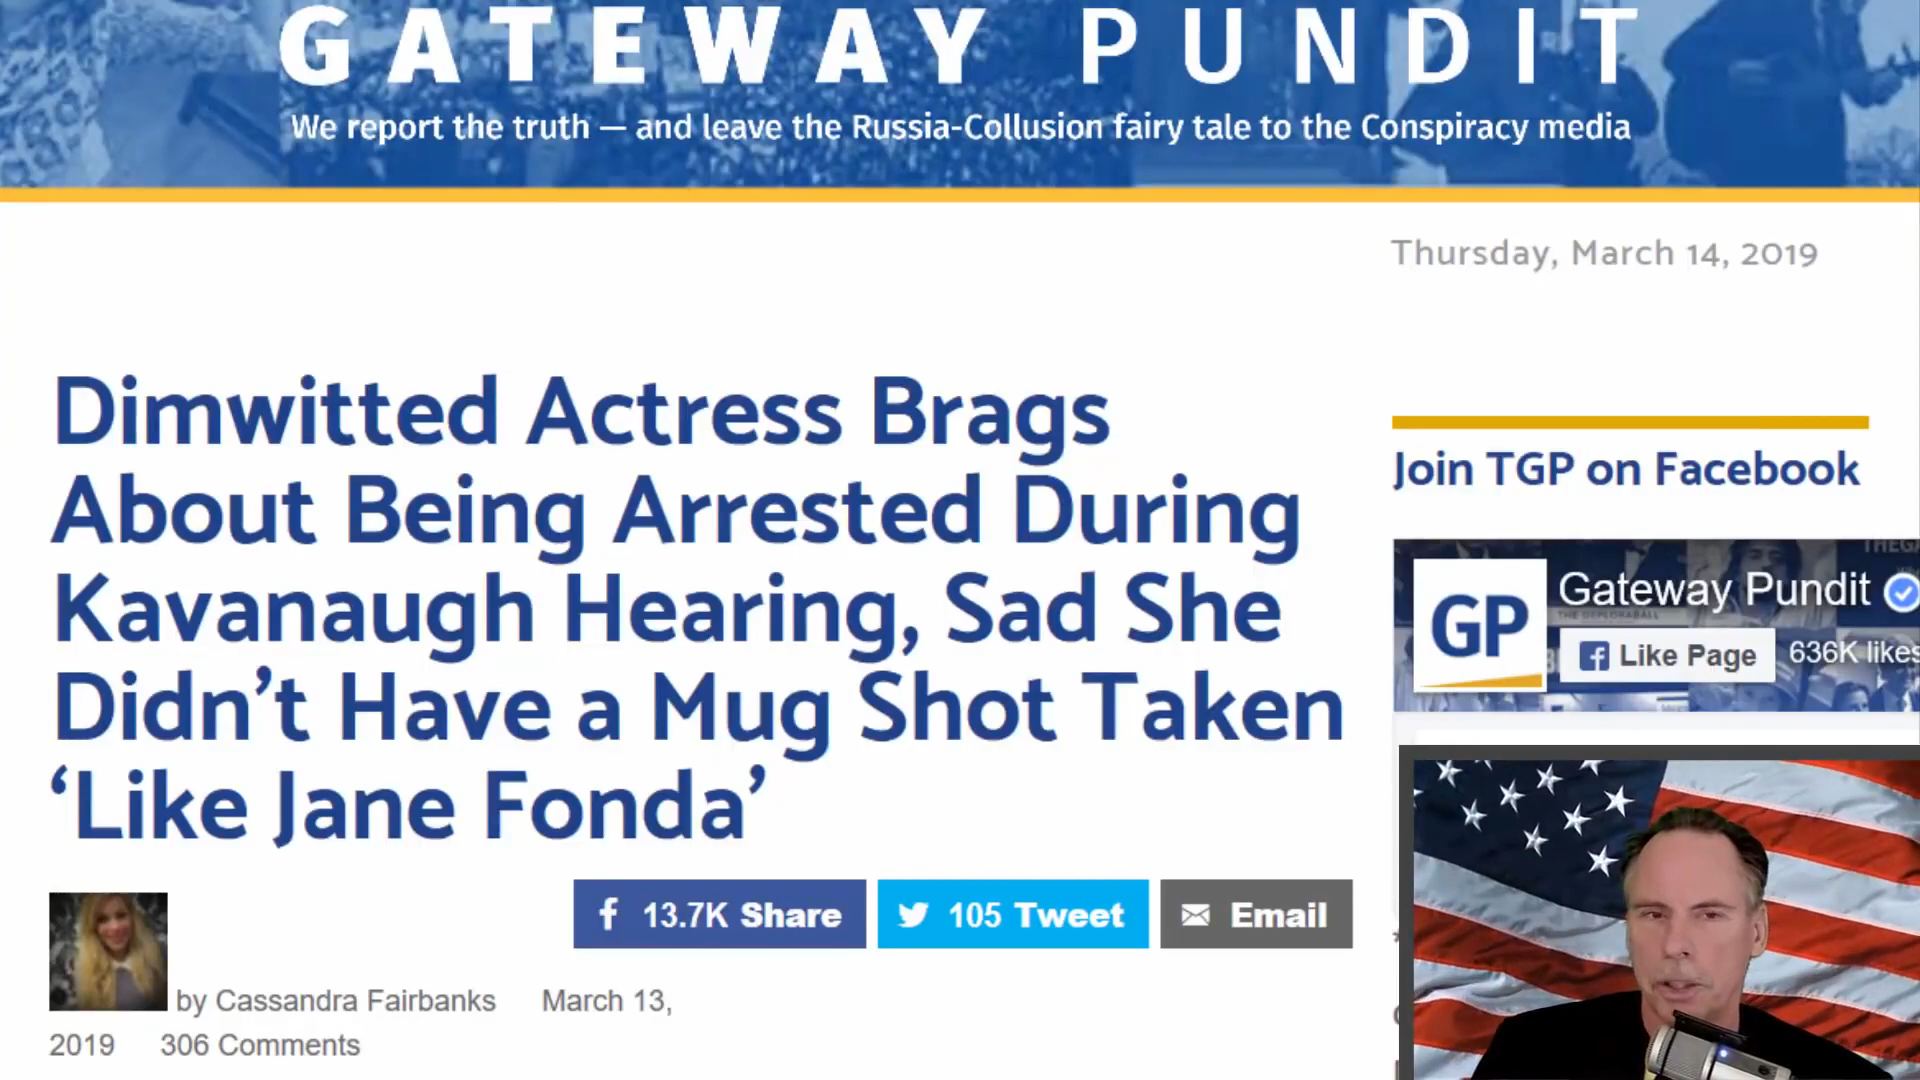 GATEWAY PUNDIT
We report the truth — and leave the Russia-Collusion fairy tale to the Conspiracy media
Thursday, March 14, 2019
Dimwitted Actress Brags
About Being Arrested During
Kavanaugh Hearing, Sad She
Didn’t Have a Mug Shot Taken
‘Like Jane Fonda’
13.7K Share
105 Tweet
Email
by Cassandra Fairbanks March 13,
2019 306 Comments
Join TGP on Facebook
GP
Gateway Pundit
THE DEPLORABALL
Like Page
636K likes